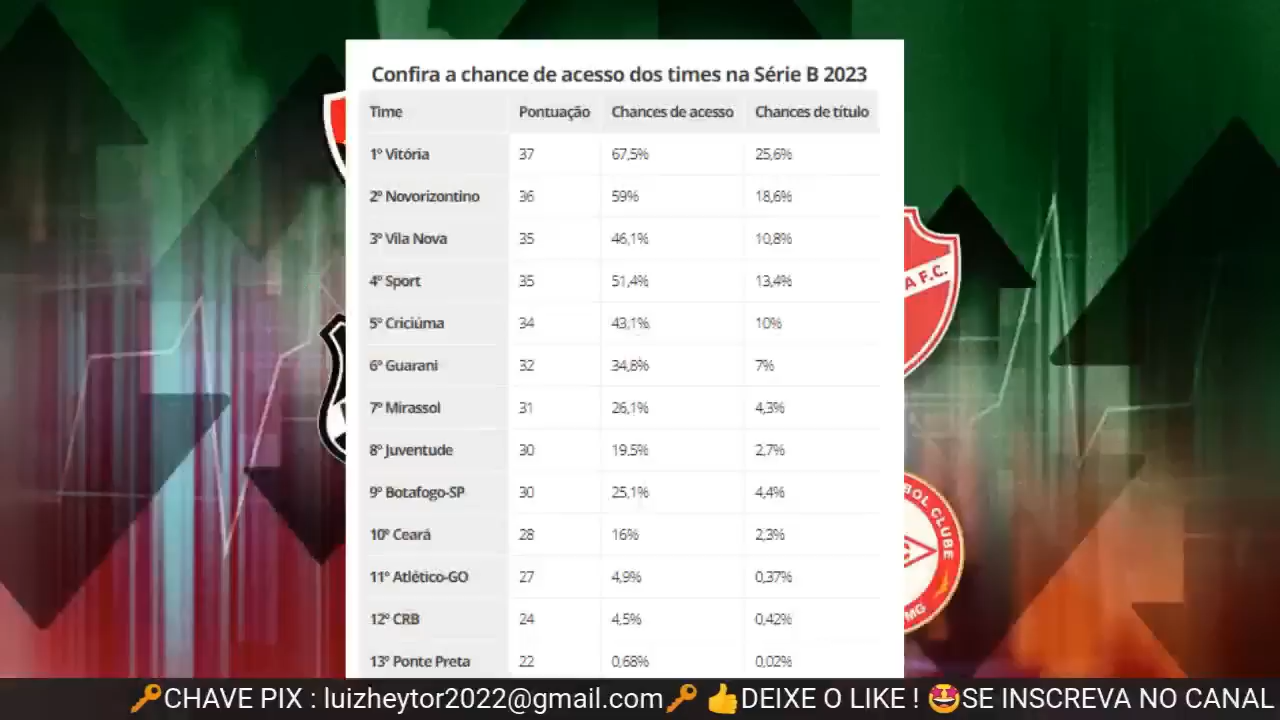 Confira a chance de acesso dos times na Série B 2023
Time Pontuação Chances de acesso Chances de título
1º Vitória 37 67,5% 25,6%
2º Novorizontino 36 59% 18,6%
3º Vila Nova 35 46,1% 10,8%
4º Sport 35 51,4% 13,4%
5º Criciúma 34 43,1% 10%
6º Guarani 32 34,8% 7%
7º Mirassol 31 26,1% 4,3%
8º Juventude 30 19.5% 2,7%
9º Botafogo-SP 30 25,1% 4,4%
10º Ceará 28 16% 2,3%
11º Atlético-GO 27 4,9% 0,37%
12º CRB 24 4,5% 0,42%
13º Ponte Preta 22 0,68% 0,02%
A F.C.
BOL CLUBE
MG
🔑CHAVE PIX : luizheytor2022@gmail.com🔑 👍DEIXE O LIKE ! 🤩SE INSCREVA NO CANAL